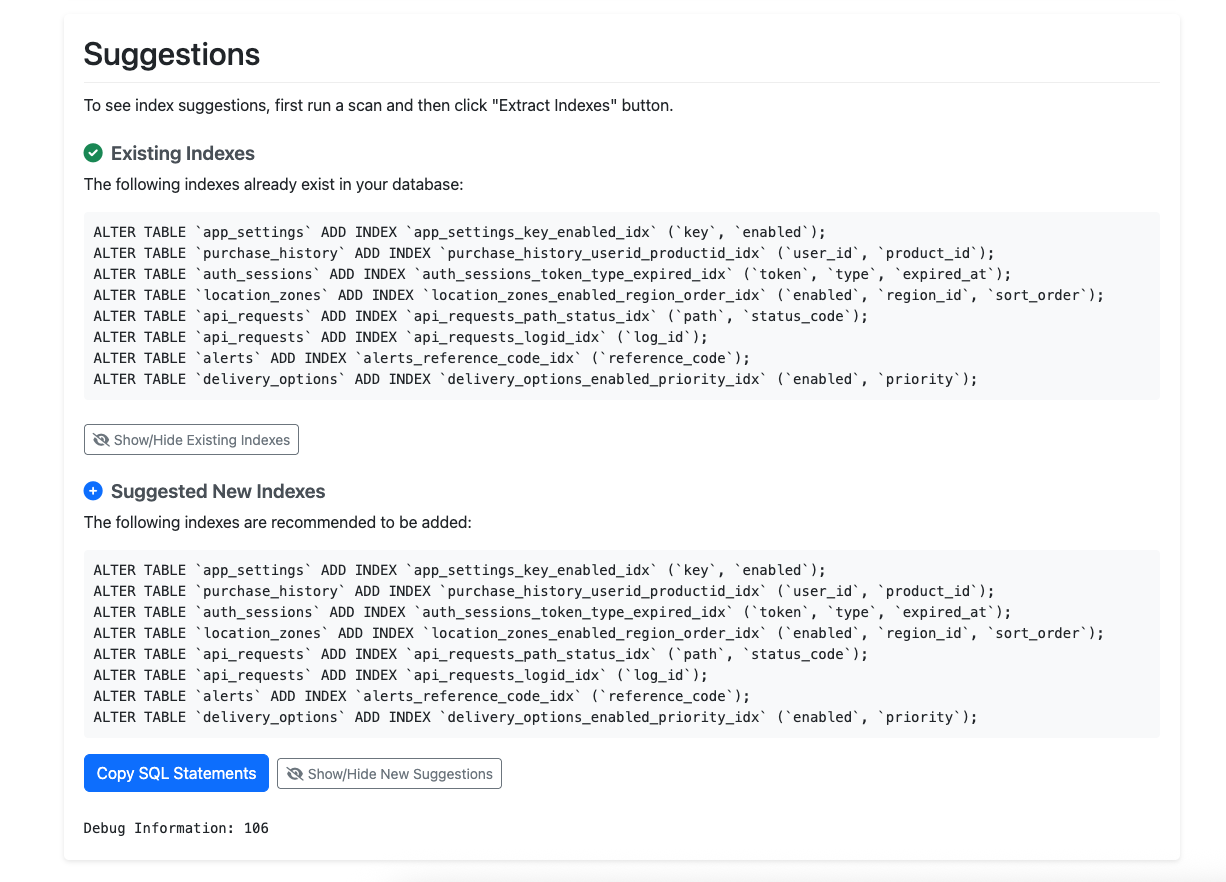 Suggestions
To see index suggestions, first run a scan and then click "Extract Indexes" button.
Existing Indexes
The following indexes already exist in your database:
ALTER TABLE `app_settings` ADD INDEX `app_settings_key_enabled_idx` (`key`, `enabled`);
ALTER TABLE `purchase_history` ADD INDEX `purchase_history_userid_productid_idx` (`user_id`, `product_id`);
ALTER TABLE `auth_sessions` ADD INDEX `auth_sessions_token_type_expired_idx` (`token`, `type`, `expired_at`);
ALTER TABLE `location_zones` ADD INDEX `location_zones_enabled_region_order_idx` (`enabled`, `region_id`, `sort_order`);
ALTER TABLE `api_requests` ADD INDEX `api_requests_path_status_idx` (`path`, `status_code`);
ALTER TABLE `api_requests` ADD INDEX `api_requests_logid_idx` (`log_id`);
ALTER TABLE `alerts` ADD INDEX `alerts_reference_code_idx` (`reference_code`);
ALTER TABLE `delivery_options` ADD INDEX `delivery_options_enabled_priority_idx` (`enabled`, `priority`);
Show/Hide Existing Indexes
Suggested New Indexes
The following indexes are recommended to be added:
ALTER TABLE `app_settings` ADD INDEX `app_settings_key_enabled_idx` (`key`, `enabled`);
ALTER TABLE `purchase_history` ADD INDEX `purchase_history_userid_productid_idx` (`user_id`, `product_id`);
ALTER TABLE `auth_sessions` ADD INDEX `auth_sessions_token_type_expired_idx` (`token`, `type`, `expired_at`);
ALTER TABLE `location_zones` ADD INDEX `location_zones_enabled_region_order_idx` (`enabled`, `region_id`, `sort_order`);
ALTER TABLE `api_requests` ADD INDEX `api_requests_path_status_idx` (`path`, `status_code`);
ALTER TABLE `api_requests` ADD INDEX `api_requests_logid_idx` (`log_id`);
ALTER TABLE `alerts` ADD INDEX `alerts_reference_code_idx` (`reference_code`);
ALTER TABLE `delivery_options` ADD INDEX `delivery_options_enabled_priority_idx` (`enabled`, `priority`);
Copy SQL Statements Show/Hide New Suggestions
Debug Information: 106